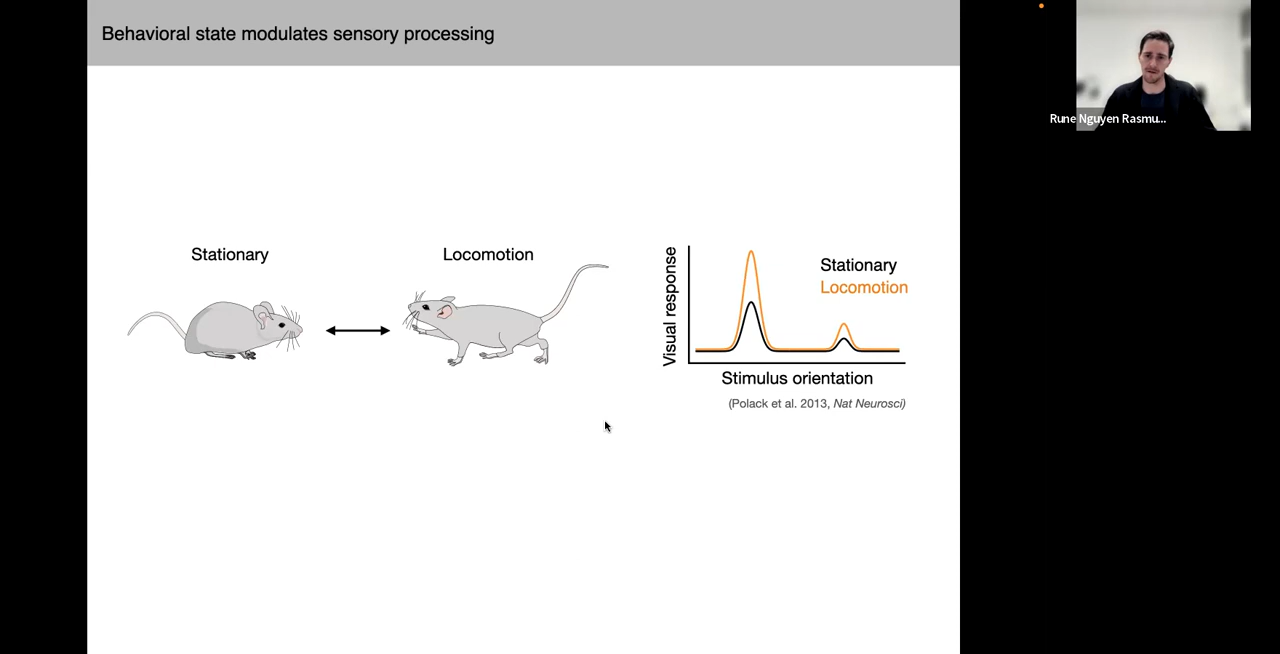 Behavioral state modulates sensory processing
Rune Nguyen Rasmu...
Stationary
Locomotion
Visual response
Stationary
Locomotion
Stimulus orientation
(Polack et al. 2013, Nat Neurosci)